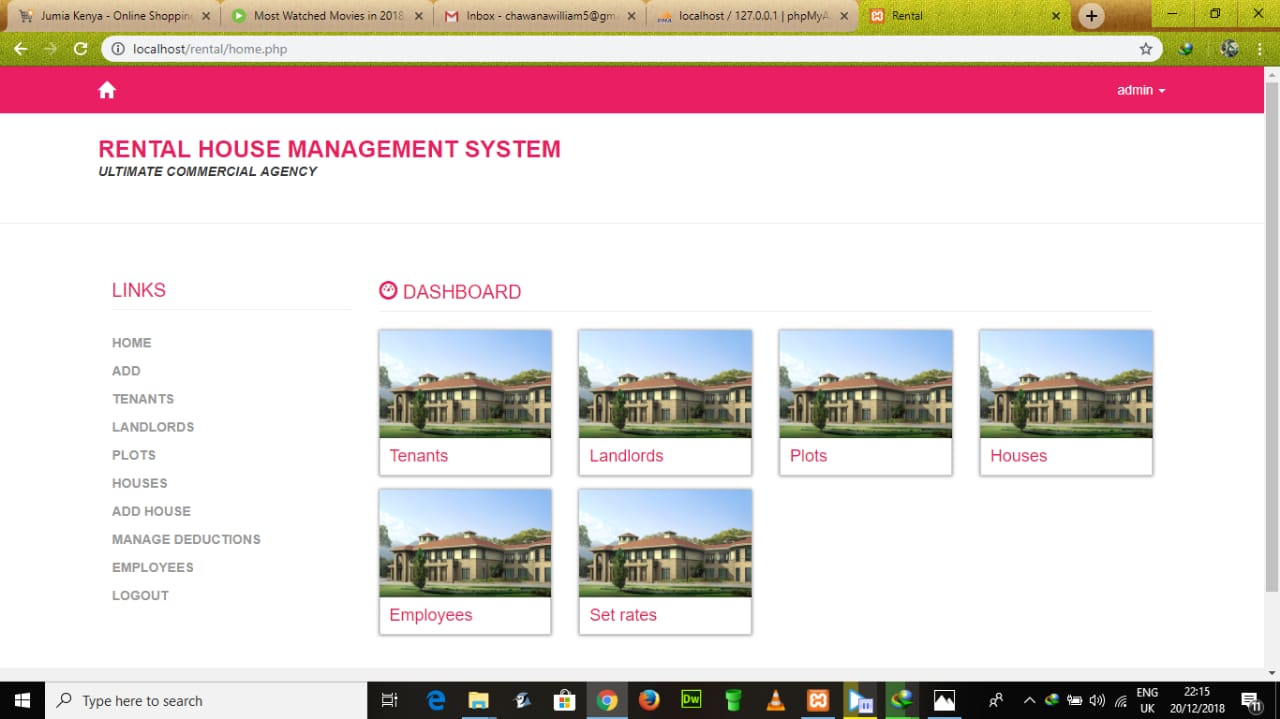 Jumia Kenya - Online Shopping
Most Watched Movies in 2018
Inbox - chawanawilliam5@gm
localhost / 127.0.0.1 | phpMyA
Rental
localhost/rental/home.php
admin
RENTAL HOUSE MANAGEMENT SYSTEM
ULTIMATE COMMERCIAL AGENCY
LINKS
HOME
ADD
TENANTS
LANDLORDS
PLOTS
HOUSES
ADD HOUSE
MANAGE DEDUCTIONS
EMPLOYEES
LOGOUT
DASHBOARD
Tenants
Landlords
Plots
Houses
Employees
Set rates
Type here to search
Dw
ENG
UK
22:15
20/12/2018
11